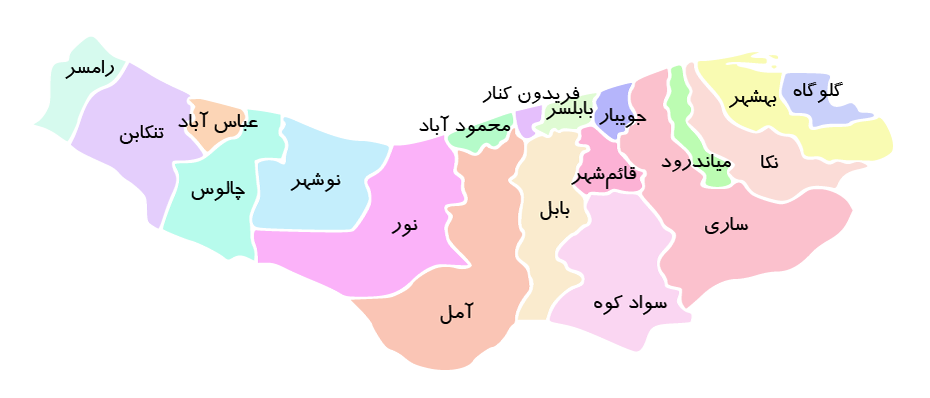 رامسر
تنکابن
عباس آباد
چالوس
نوشهر
نور
محمود آباد
آمل
فریدون کنار
بابلسر
بابل
جویبار
قائم‌شهر
سواد کوه
ساری
میاندرود
نکا
بهشهر
گلوگاه